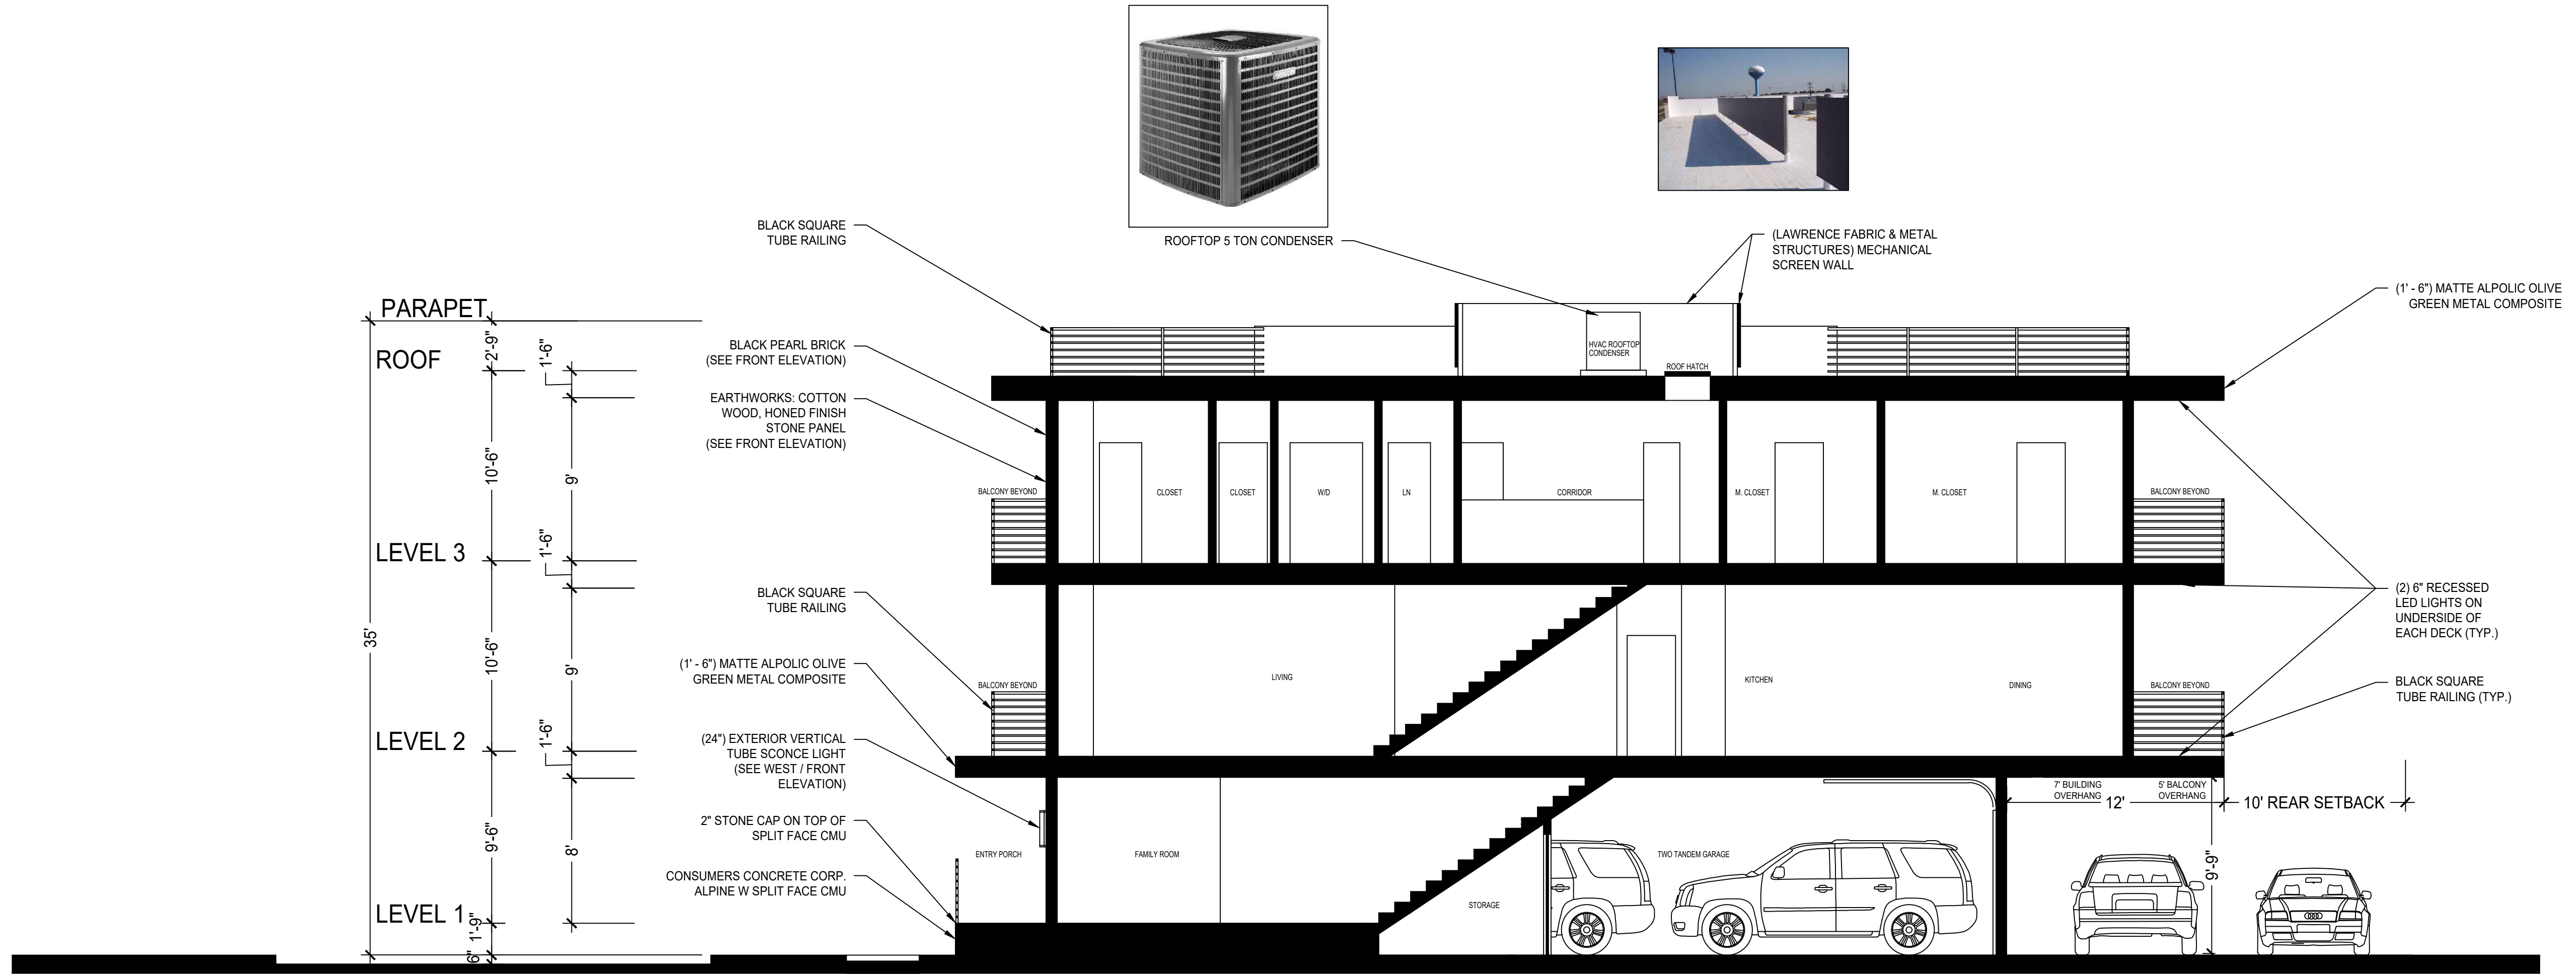 BLACK SQUARE
TUBE RAILING
ROOFTOP 5 TON CONDENSER
(LAWRENCE FABRIC & METAL
STRUCTURES) MECHANICAL
SCREEN WALL
(1' - 6") MATTE ALPOLIC OLIVE
GREEN METAL COMPOSITE
PARAPET
2'-9"
1'-6"
ROOF
BLACK PEARL BRICK
(SEE FRONT ELEVATION)
HVAC ROOFTOP
CONDENSER
ROOF HATCH
EARTHWORKS: COTTON
WOOD, HONED FINISH
STONE PANEL
(SEE FRONT ELEVATION)
10'-6"
9'
BALCONY BEYOND
CLOSET
CLOSET
W/D
LN
CORRIDOR
M. CLOSET
M. CLOSET
BALCONY BEYOND
LEVEL 3
1'-6"
BLACK SQUARE
TUBE RAILING
(2) 6" RECESSED
LED LIGHTS ON
UNDERSIDE OF
EACH DECK (TYP.)
35'
10'-6"
9'
(1' - 6") MATTE ALPOLIC OLIVE
GREEN METAL COMPOSITE
BALCONY BEYOND
LIVING
KITCHEN
DINING
BALCONY BEYOND
BLACK SQUARE
TUBE RAILING (TYP.)
LEVEL 2
1'-6"
(24") EXTERIOR VERTICAL
TUBE SCONCE LIGHT
(SEE WEST / FRONT
ELEVATION)
7' BUILDING
OVERHANG
12'
5' BALCONY
OVERHANG
10' REAR SETBACK
2" STONE CAP ON TOP OF
SPLIT FACE CMU
9'-6"
8'
ENTRY PORCH
FAMILY ROOM
TWO TANDEM GARAGE
9'-9"
CONSUMERS CONCRETE CORP.
ALPINE W SPLIT FACE CMU
STORAGE
LEVEL 1
1'-9"
6"